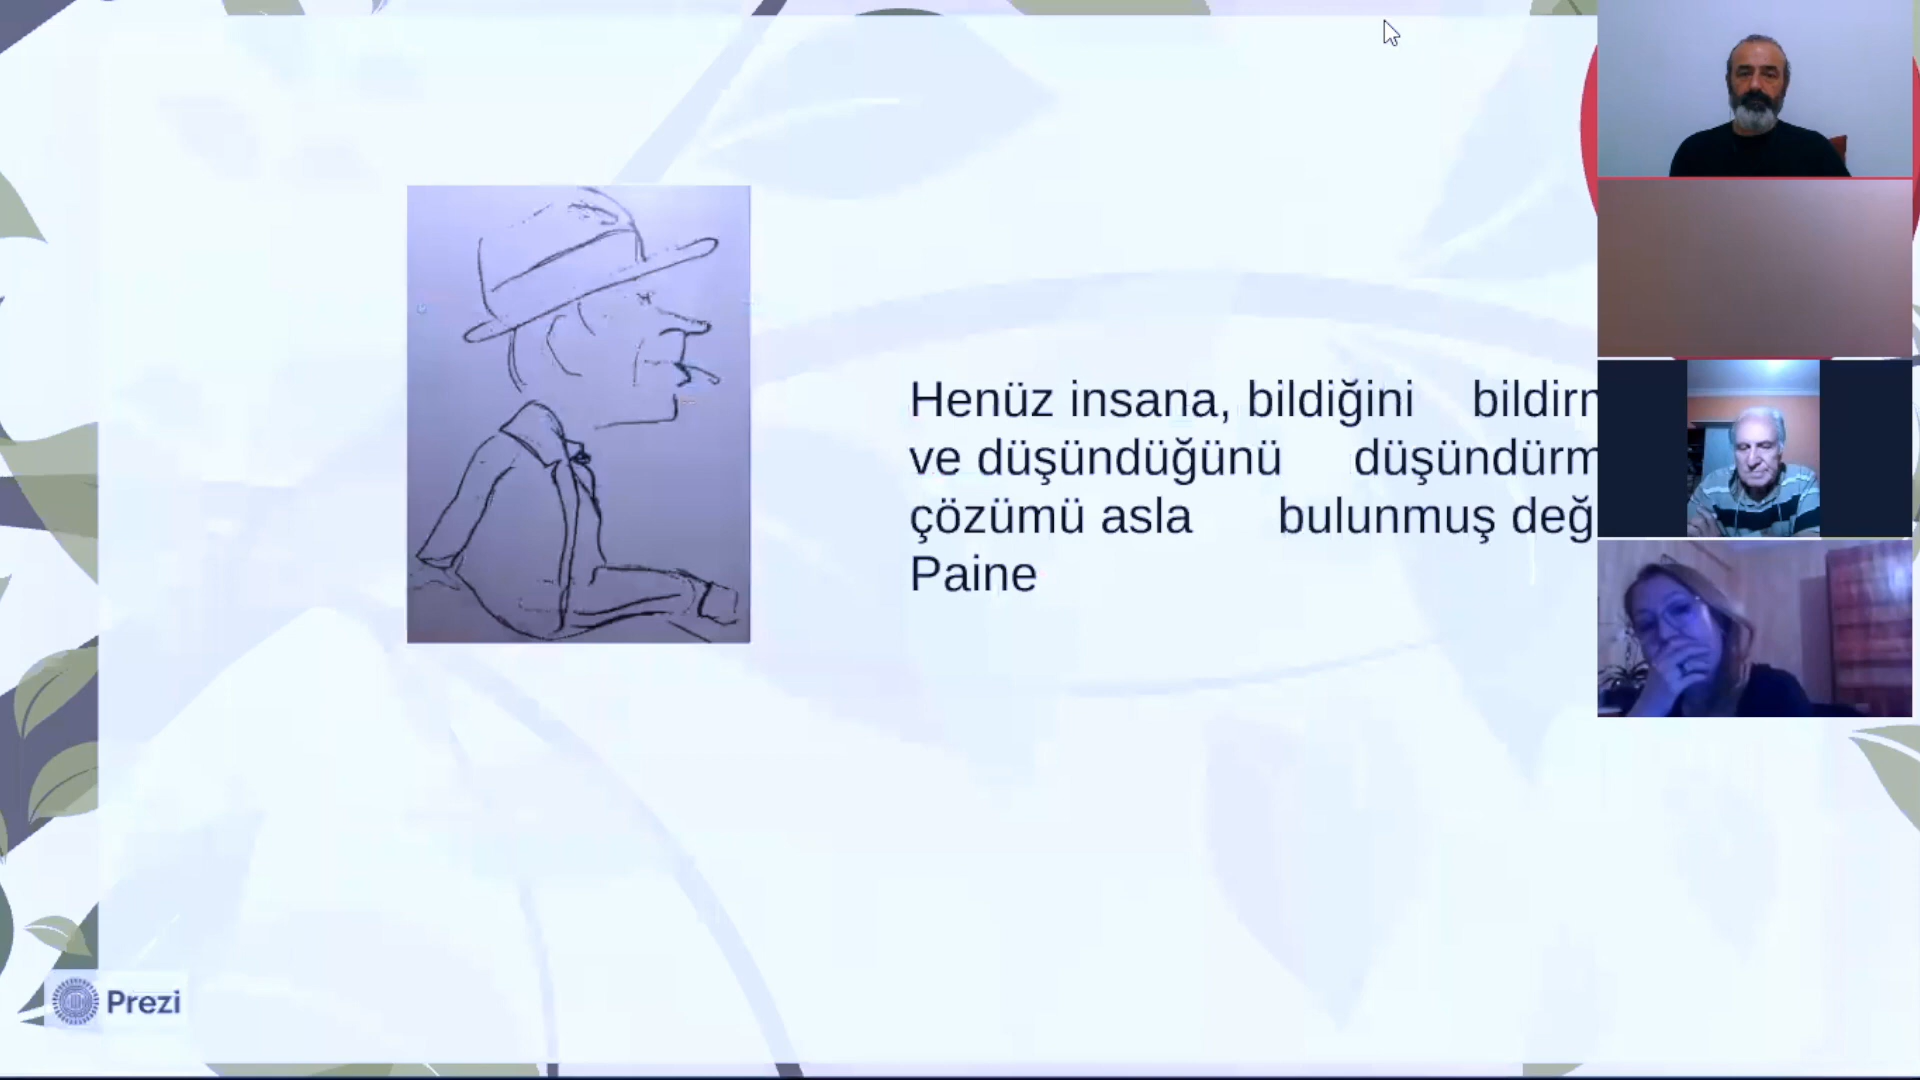 Henüz insana, bildiğini bildirm
ve düşündüğünü düşündürm
çözümü asla bulunmuş değ
Paine
Prezi